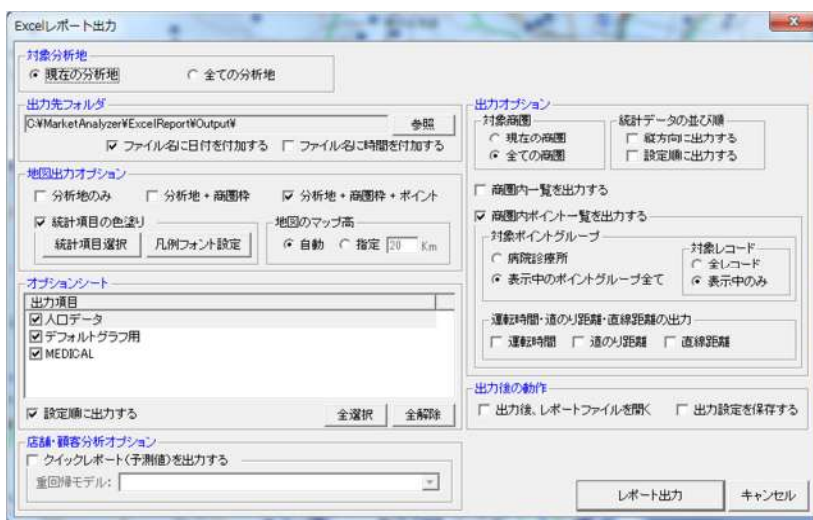 Excelレポート出力
対象分析地
現在の分析地 全ての分析地
出力先フォルダ
C:¥MarketAnalyzer¥ExcelReport¥Output¥ 参照
ファイル名に日付を付加する ファイル名に時間を付加する
地図出力オプション
分析地のみ 分析地 + 商圏枠 分析地 + 商圏枠 + ポイント
統計項目の色塗り
統計項目選択 凡例フォント設定
地図のマップ高
自動 指定 20 Km
オプションシート
出力項目
人口データ
デフォルトグラフ用
MEDICAL
設定順に出力する 全選択 全解除
店舗・顧客分析オプション
クイックレポート(予測値)を出力する
重回帰モデル:
出力オプション
対象商圏
現在の商圏
全ての商圏
統計データの並び順
縦方向に出力する
設定順に出力する
商圏内一覧を出力する
商圏内ポイント一覧を出力する
対象ポイントグループ
病院診療所
表示中のポイントグループ全て
対象レコード
全レコード
表示中のみ
運転時間・道のり距離・直線距離の出力
運転時間 道のり距離 直線距離
出力後の動作
出力後、レポートファイルを開く 出力設定を保存する
レポート出力 キャンセル